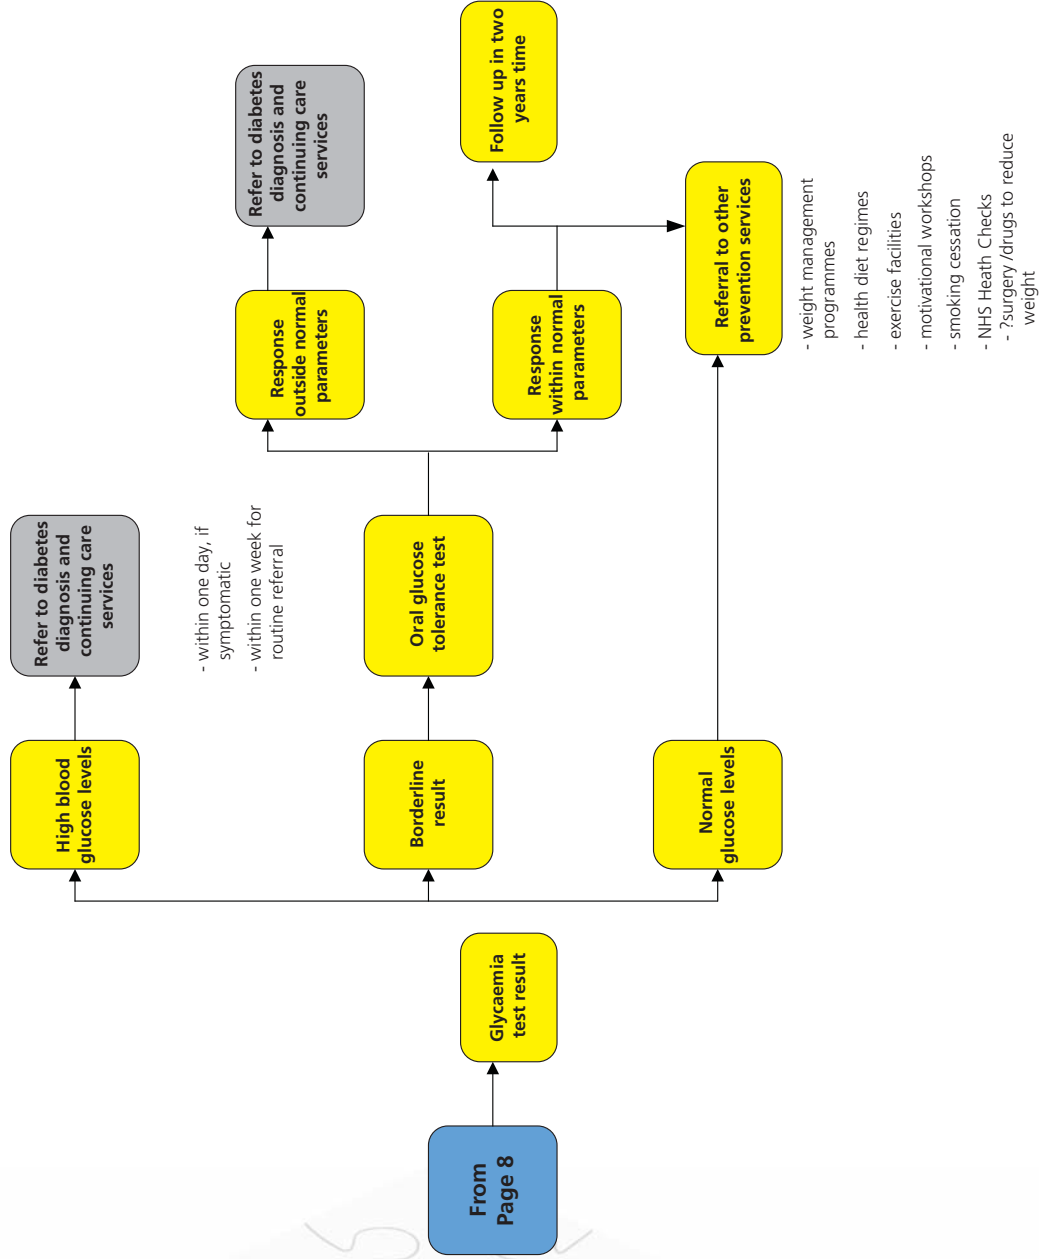 From
Page 8
Glycaemia
test result
High blood
glucose levels
Refer to diabetes
diagnosis and
continuing care
services
- within one day, if
symptomatic
- within one week for
routine referral
Borderline
result
Oral glucose
tolerance test
Response
outside normal
parameters
Refer to diabetes
diagnosis and
continuing care
services
Response
within normal
parameters
Follow up in two
years time
Normal
glucose levels
Referral to other
prevention services
- weight management
programmes
- health diet regimes
- exercise facilities
- motivational workshops
- smoking cessation
- NHS Heath Checks
- ?surgery/drugs to reduce
weight